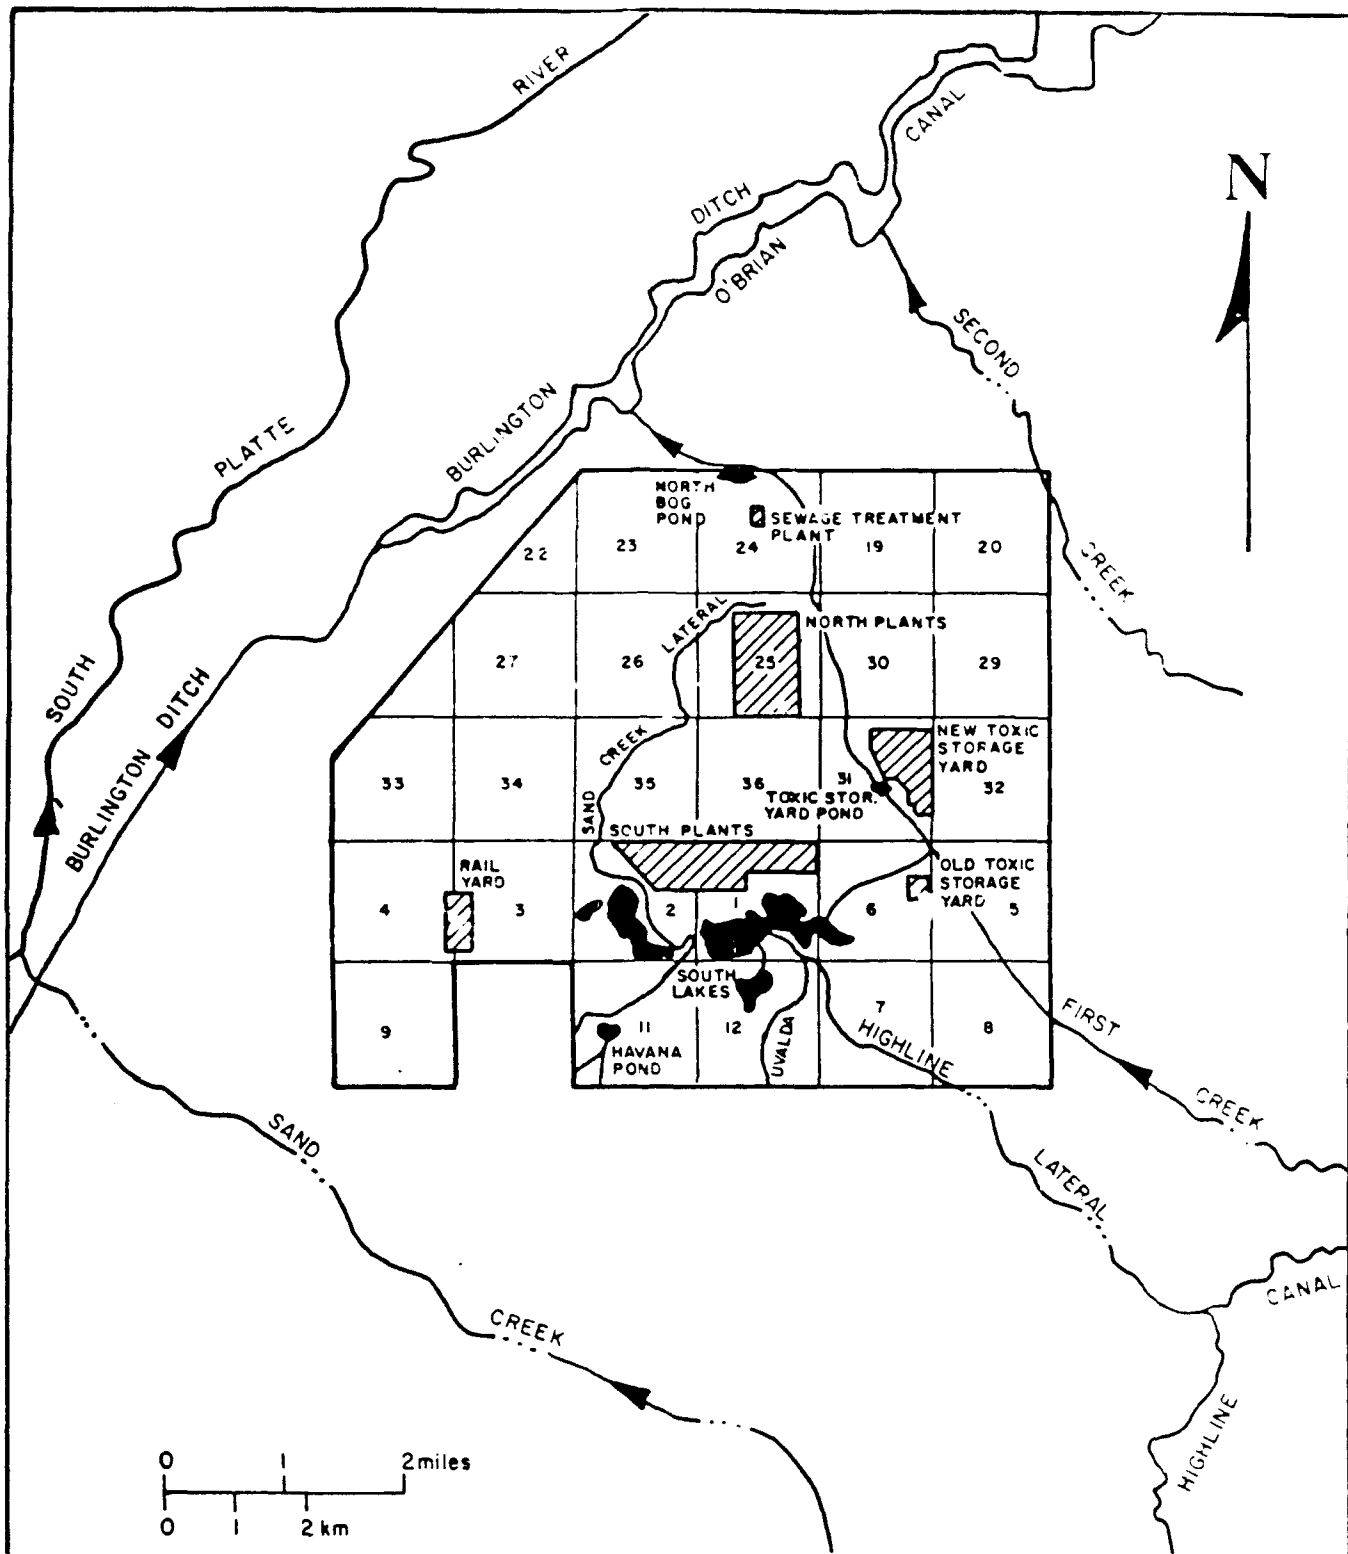 RIVER
CANAL
N
DITCH
O'BRIAN
SECOND
BURLINGTON
PLATTE
NORTH
BOG
POND
SEWAGE TREATMENT
PLANT
22
23
24
19
20
CREEK
LATERAL
NORTH PLANTS
27
26
25
30
29
SOUTH
DITCH
BURLINGTON
CREEK
NEW TOXIC
STORAGE
YARD
33
34
35
36
31
32
TOXIC STOR.
YARD POND
SAND
SOUTH PLANTS
RAIL
YARD
OLD TOXIC
STORAGE
YARD
4
3
2
1
6
5
SOUTH
LAKES
9
11
12
7
8
HAVANA
POND
UVALDA
HIGHLINE
FIRST
CREEK
SAND
LATERAL
CANAL
CREEK
HIGHLINE
0 1 2 miles
0 1 2 km